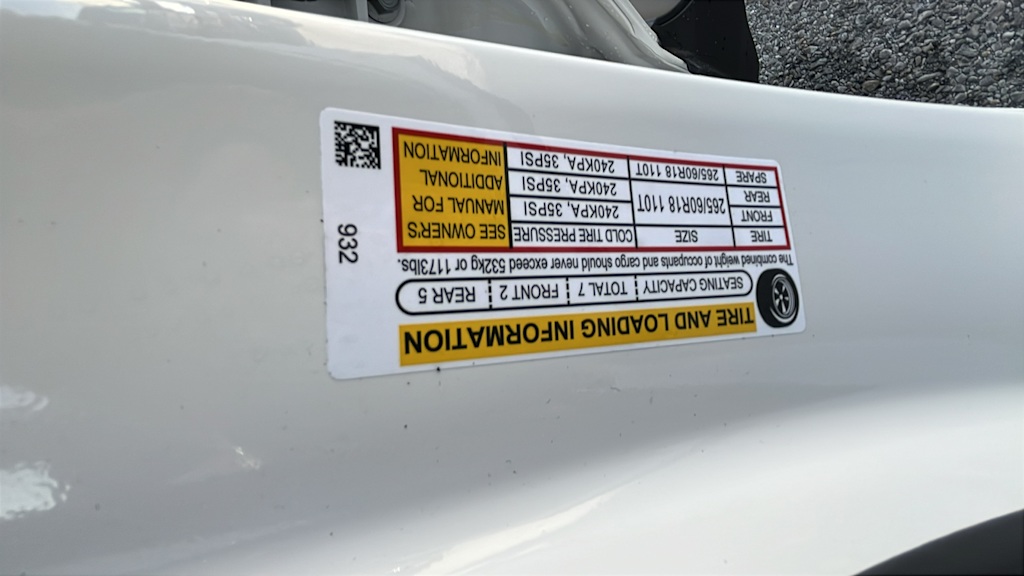 TIRE AND LOADING INFORMATION
SEATING CAPACITY TOTAL 7 FRONT 2 REAR 5
The combined weight of occupants and cargo should never exceed 532kg or 1173lbs.
TIRE SIZE COLD TIRE PRESSURE
FRONT 265/60R18 110T 240KPA, 35PSI
REAR 240KPA, 35PSI
SPARE 265/60R18 110T 240KPA, 35PSI
SEE OWNER'S
MANUAL FOR
ADDITIONAL
INFORMATION
932